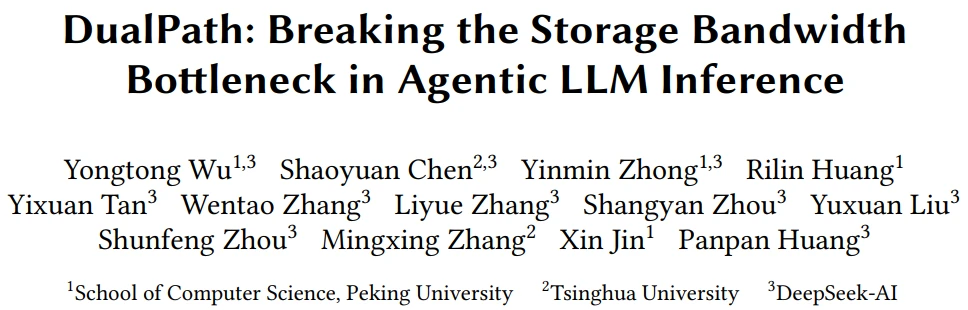 DualPath: Breaking the Storage Bandwidth
Bottleneck in Agentic LLM Inference
Yongtong Wu¹,³ Shaoyuan Chen²,³ Yinmin Zhong¹,³ Rilin Huang¹
Yixuan Tan³ Wentao Zhang³ Liyue Zhang³ Shangyan Zhou³ Yuxuan Liu³
Shunfeng Zhou³ Mingxing Zhang² Xin Jin¹ Panpan Huang³
¹School of Computer Science, Peking University ²Tsinghua University ³DeepSeek-AI